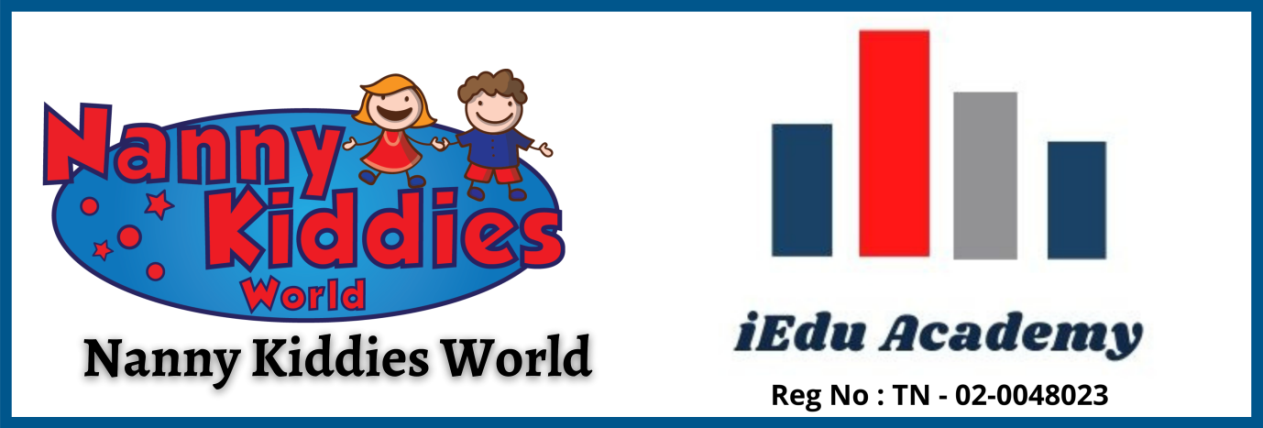 Nanny
Kiddies
World
Nanny Kiddies World
iEdu Academy
Reg No : TN - 02-0048023